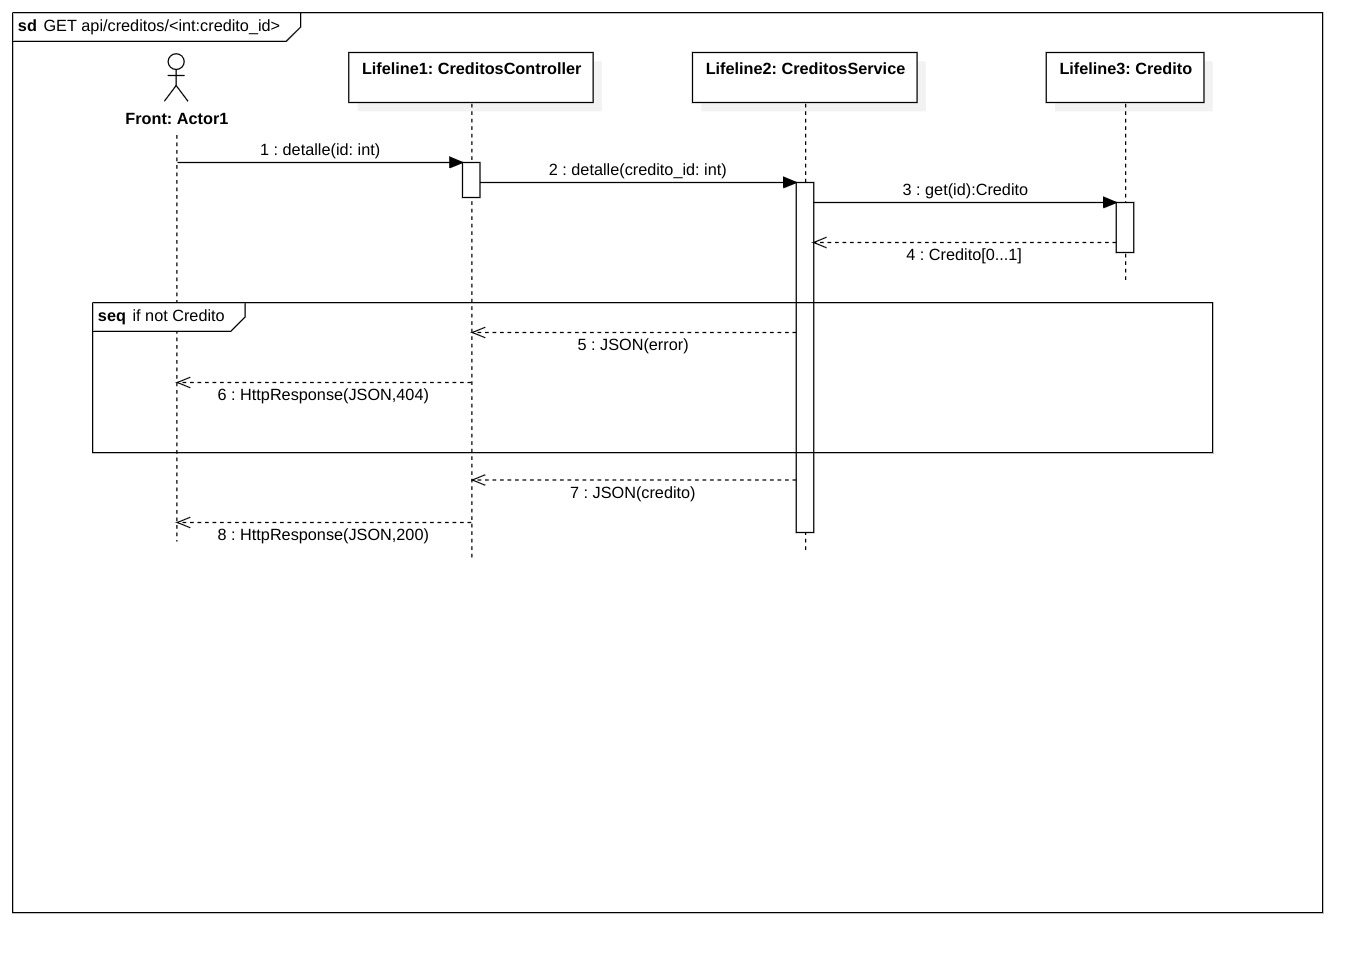 sd GET api/creditos/<int:credito_id>
Front: Actor1
Lifeline1: CreditosController
Lifeline2: CreditosService
Lifeline3: Credito
1 : detalle(id: int)
2 : detalle(credito_id: int)
3 : get(id):Credito
4 : Credito[0...1]
seq if not Credito
5 : JSON(error)
6 : HttpResponse(JSON,404)
7 : JSON(credito)
8 : HttpResponse(JSON,200)